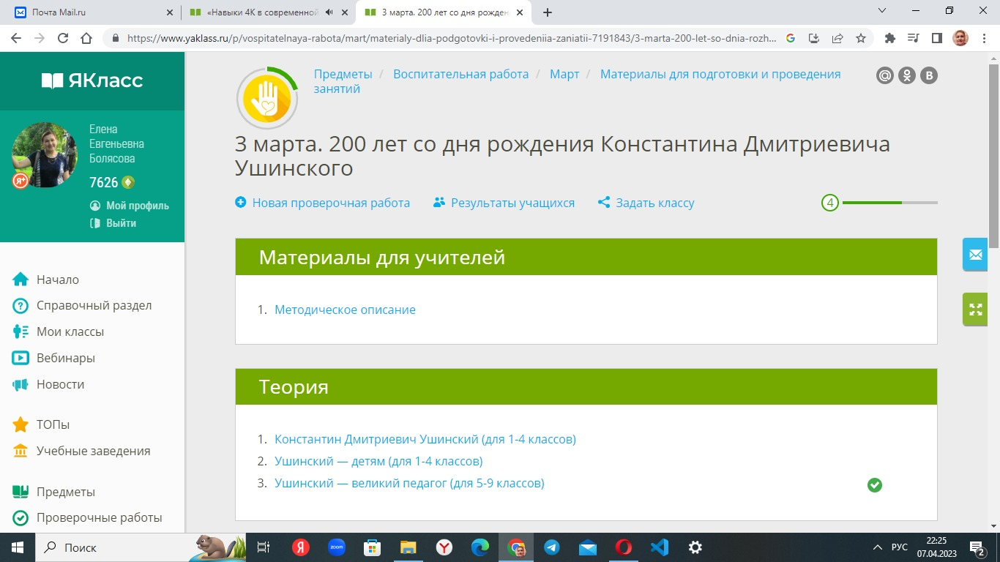 Почта Mail.ru
«Навыки 4К в современной
3 марта. 200 лет со дня рожден
https://www.yaklass.ru/p/vospitatelnaya-rabota/mart/materialy-dlia-podgotovki-i-provedeniia-zaniatii-7191843/3-marta-200-let-so-dnia-rozh...
ЯКласс
Елена
Евгеньевна
Болясова
Я+
7626
Мой профиль
Выйти
Начало
Справочный раздел
Мои классы
Вебинары
Новости
ТОПы
Учебные заведения
Предметы
Проверочные работы
Предметы / Воспитательная работа / Март / Материалы для подготовки и проведения
занятий
3 марта. 200 лет со дня рождения Константина Дмитриевича
Ушинского
Новая проверочная работа Результаты учащихся Задать классу 4
Материалы для учителей
1. Методическое описание
Теория
1. Константин Дмитриевич Ушинский (для 1-4 классов)
2. Ушинский — детям (для 1-4 классов)
3. Ушинский — великий педагог (для 5-9 классов)
Поиск
zoom
РУС
22:25
07.04.2023
2